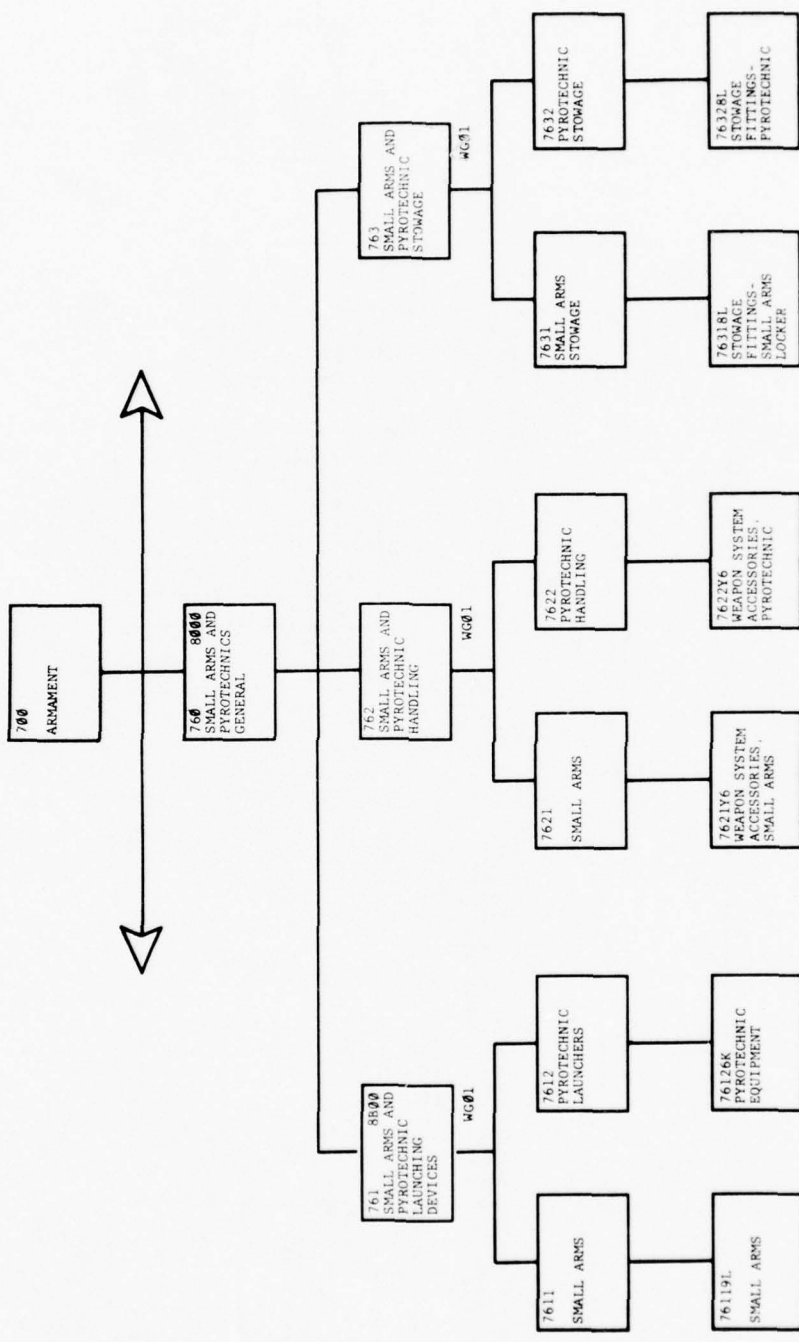 700
ARMAMENT
760 8000
SMALL ARMS AND
PYROTECHNICS
GENERAL
761 8B00
SMALL ARMS AND
PYROTECHNIC
LAUNCHING
DEVICES
762
SMALL ARMS AND
PYROTECHNIC
HANDLING
763
SMALL ARMS AND
PYROTECHNIC
STOWAGE
WG01
WG01
WG01
7611
SMALL ARMS
7612
PYROTECHNIC
LAUNCHERS
7621
SMALL ARMS
7622
PYROTECHNIC
HANDLING
7631
SMALL ARMS
STOWAGE
7632
PYROTECHNIC
STOWAGE
76119L
SMALL ARMS
76126K
PYROTECHNIC
EQUIPMENT
7621Y6
WEAPON SYSTEM
ACCESSORIES,
SMALL ARMS
7622Y6
WEAPON SYSTEM
ACCESSORIES,
PYROTECHNIC
76318L
STOWAGE
FITTINGS-
SMALL ARMS
LOCKER
76328L
STOWAGE
FITTINGS-
PYROTECHNIC